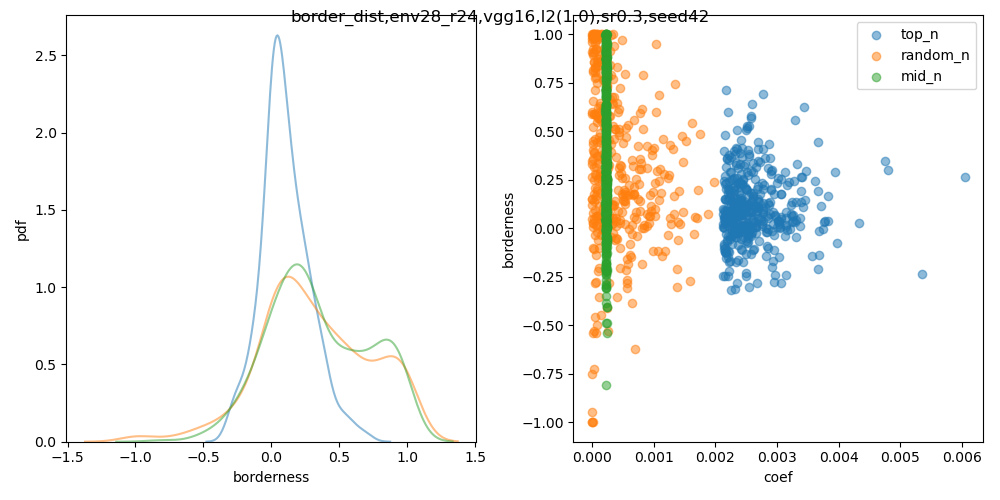 border_dist,env28_r24,vgg16,l2(1.0),sr0.3,seed42
pdf
2.5
2.0
1.5
1.0
0.5
0.0
−1.5 −1.0 −0.5 0.0 0.5 1.0 1.5
borderness
borderness
1.00
0.75
0.50
0.25
0.00
−0.25
−0.50
−0.75
−1.00
0.000 0.001 0.002 0.003 0.004 0.005 0.006
coef
top_n
random_n
mid_n